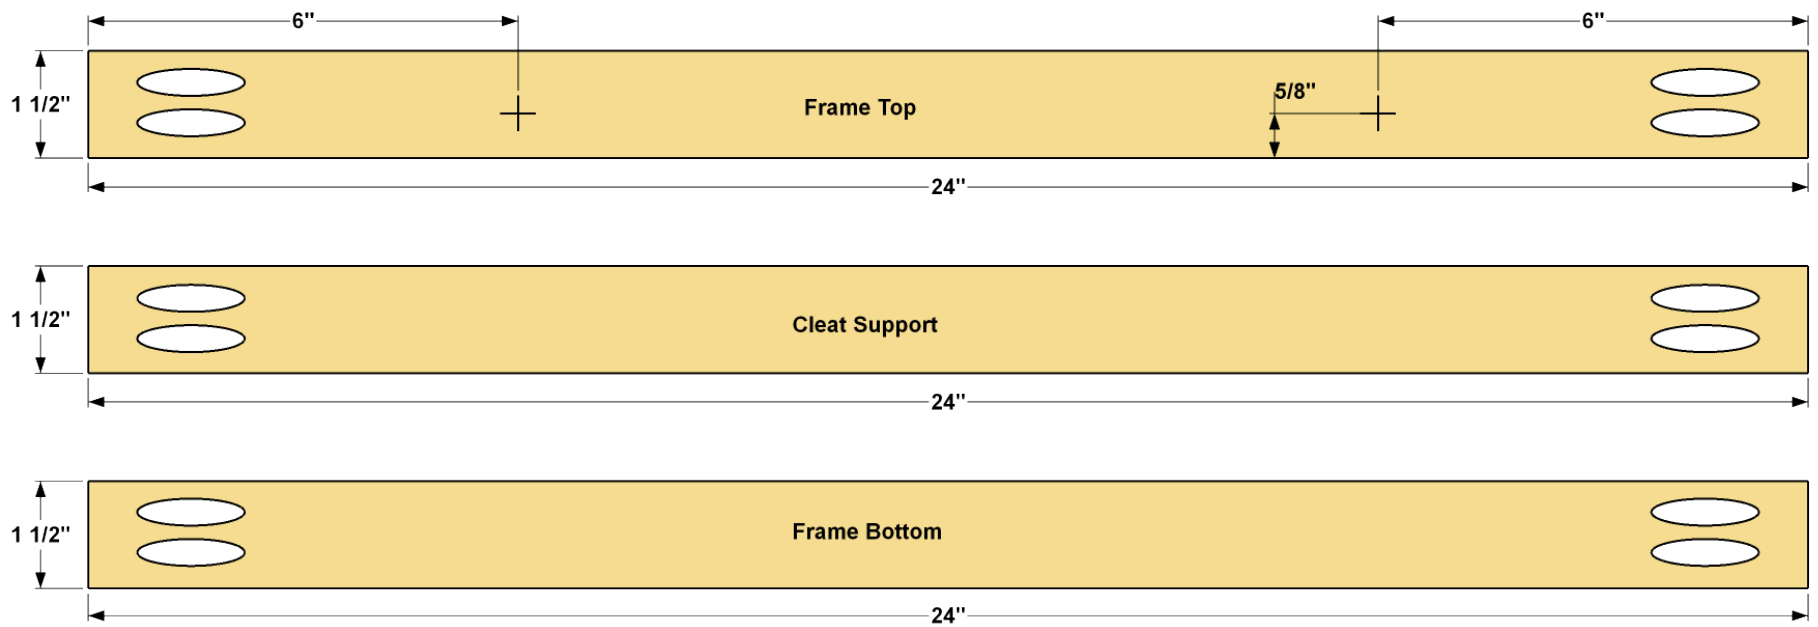 6" 6"
5/8"
1 1/2" Frame Top
24"
1 1/2" Cleat Support
24"
1 1/2" Frame Bottom
24"